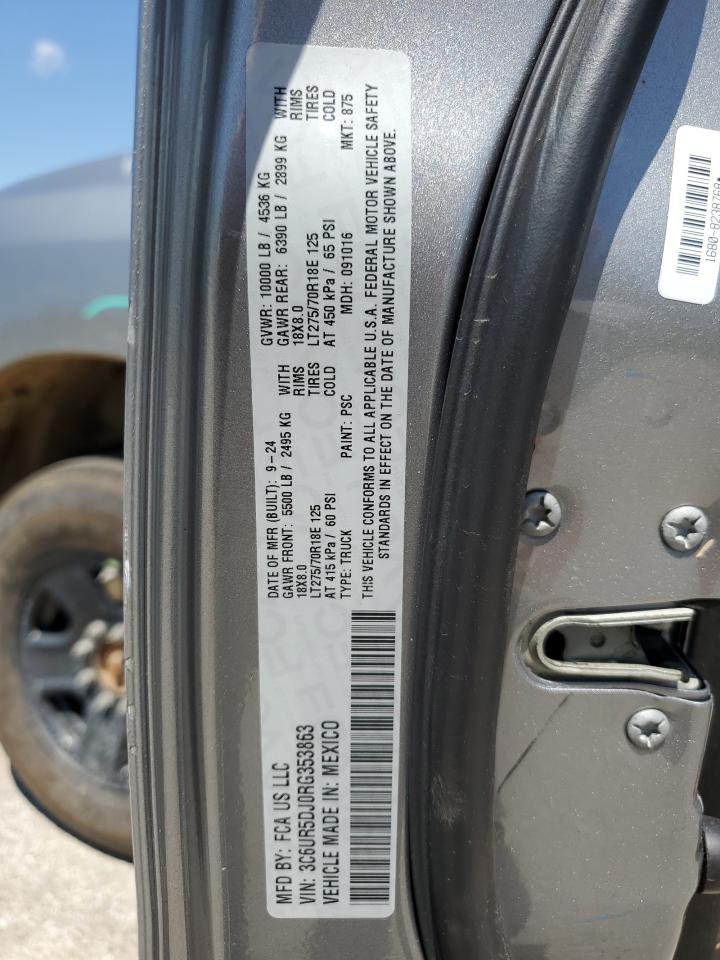 MFD BY: FCA US LLC
DATE OF MFR (BUILT): 9-24
GVWR: 10000 LB / 4536 KG
GAWR FRONT: 5500 LB / 2495 KG WITH
GAWR REAR: 6390 LB / 2899 KG WITH
18X8.0 RIMS
18X8.0 RIMS
LT275/70R18E 125 TIRES
LT275/70R18E 125 TIRES
AT 415 kPa / 60 PSI COLD
AT 450 kPa / 65 PSI COLD
VIN: 3C6UR5DJ0RG353863
TYPE: TRUCK PAINT: PSC MDH: 091016 MKT: 875
VEHICLE MADE IN: MEXICO
THIS VEHICLE CONFORMS TO ALL APPLICABLE U.S.A. FEDERAL MOTOR VEHICLE SAFETY
STANDARDS IN EFFECT ON THE DATE OF MANUFACTURE SHOWN ABOVE.